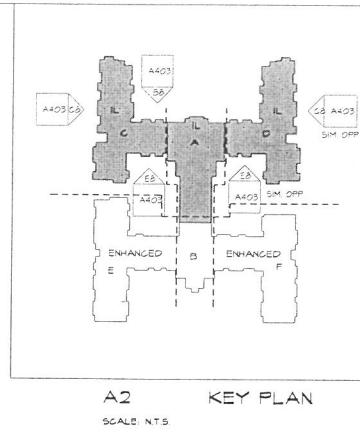 A403
B8
A403 C8
IL
C
IL
A
IL
D
C8 A403
SIM OPP
E8
A403
E8
A403
SIM OPP
ENHANCED
E
B
ENHANCED
F
A2 KEY PLAN
SCALE: N.T.S.